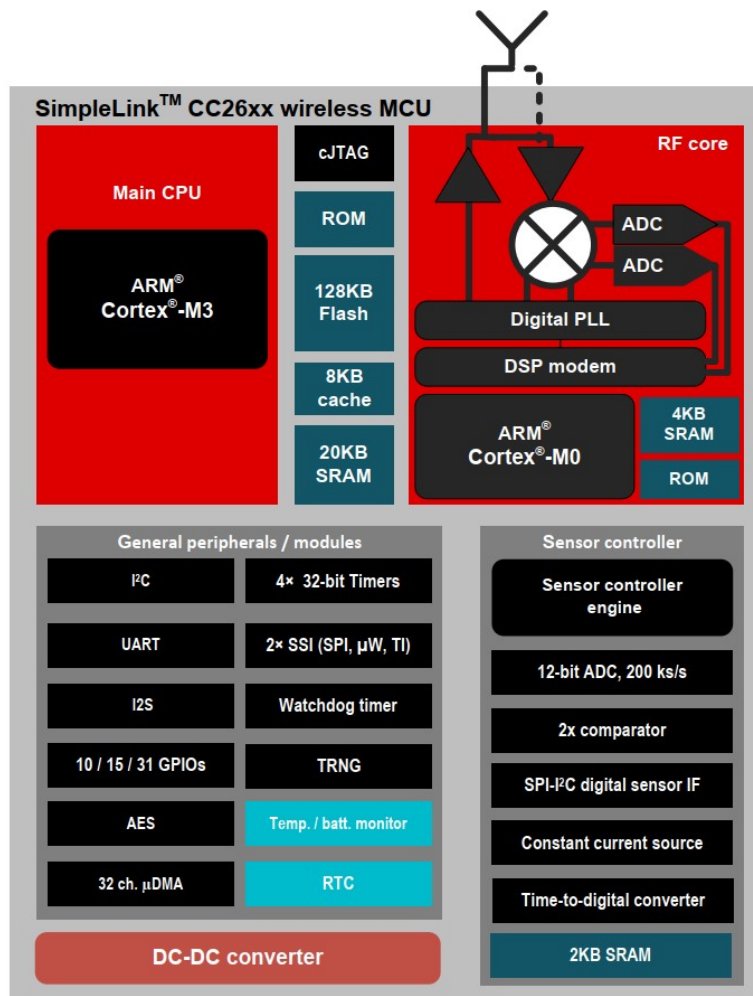 SimpleLink™ CC26xx wireless MCU
Main CPU
ARM®
Cortex®-M3
cJTAG
ROM
128KB
Flash
8KB
cache
20KB
SRAM
RF core
ADC
ADC
Digital PLL
DSP modem
ARM®
Cortex®-M0
4KB
SRAM
ROM
General peripherals / modules
I²C
4× 32-bit Timers
UART
2× SSI (SPI, µW, TI)
I2S
Watchdog timer
10 / 15 / 31 GPIOs
TRNG
AES
Temp. / batt. monitor
32 ch. µDMA
RTC
Sensor controller
Sensor controller
engine
12-bit ADC, 200 ks/s
2x comparator
SPI-I²C digital sensor IF
Constant current source
Time-to-digital converter
2KB SRAM
DC-DC converter